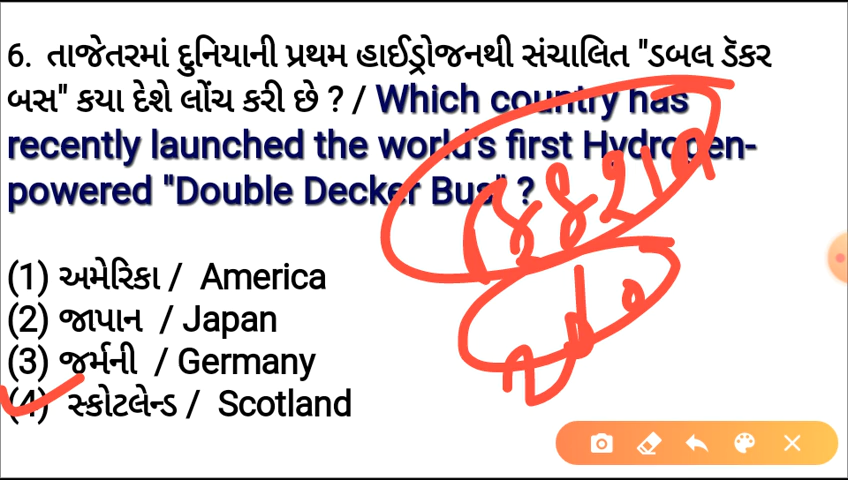 6. તાજેતરમાં દુનિયાની પ્રથમ હાઈડ્રોજનથી સંચાલિત "ડબલ ડૅકર
બસ" કયા દેશે લોંચ કરી છે ? / Which country has
recently launched the world's first Hydrogen-
powered "Double Decker Bus" ?
(1) અમેરિકા / America
(2) જાપાન / Japan
(3) જર્મની / Germany
(4) સ્કોટલેન્ડ / Scotland